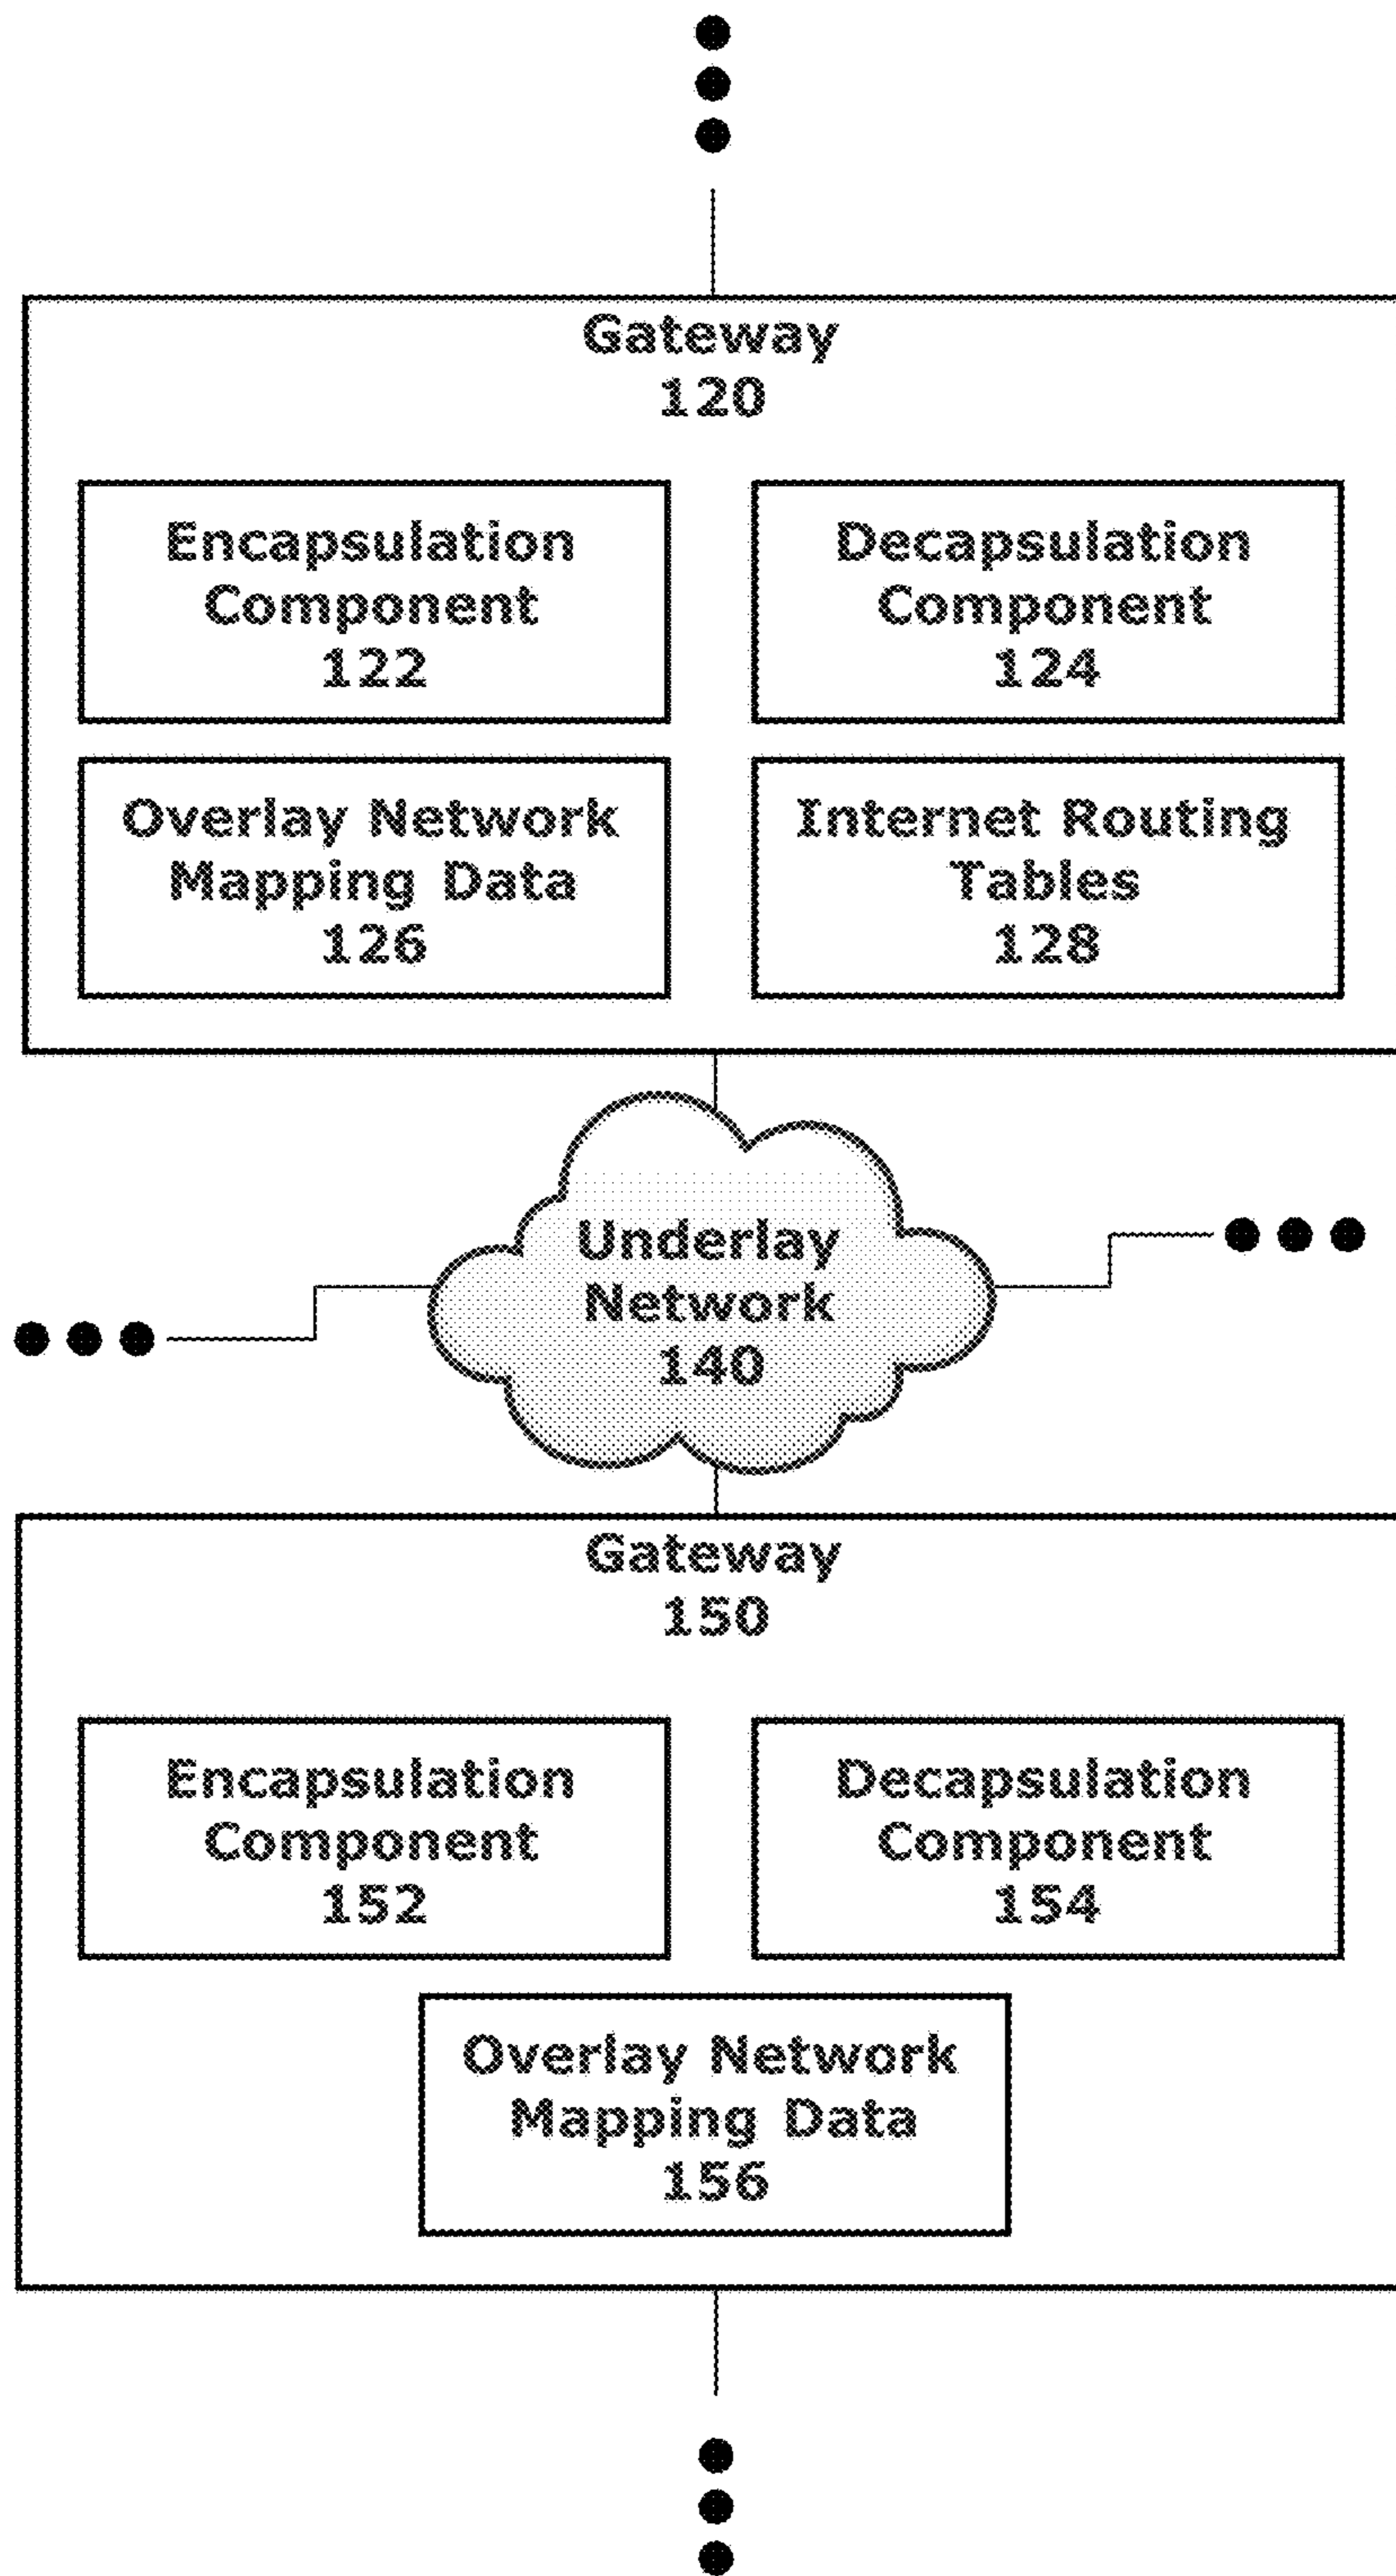 Gateway
120
Encapsulation
Component
122
Decapsulation
Component
124
Overlay Network
Mapping Data
126
Internet Routing
Tables
128
Underlay
Network
140
Gateway
150
Encapsulation
Component
152
Decapsulation
Component
154
Overlay Network
Mapping Data
156